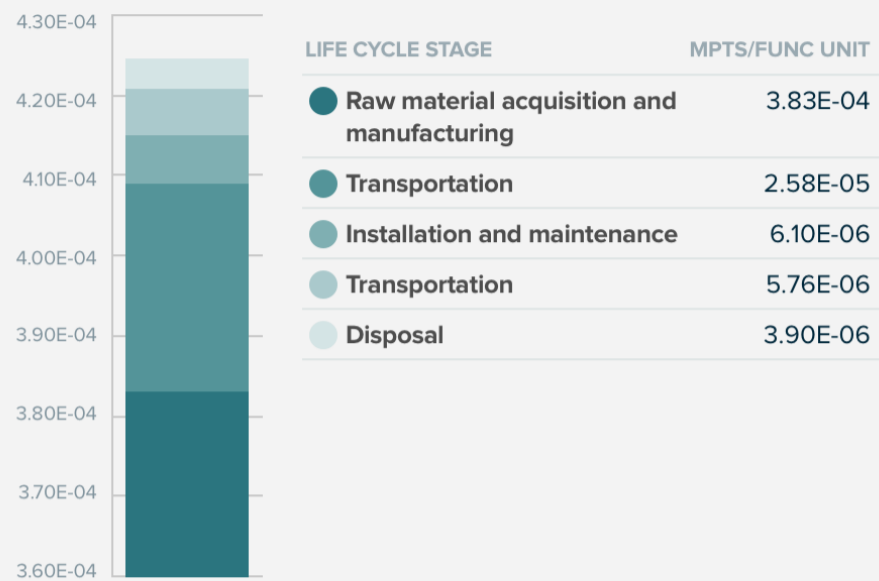 4.30E-04
4.20E-04
4.10E-04
4.00E-04
3.90E-04
3.80E-04
3.70E-04
3.60E-04
LIFE CYCLE STAGE MPTS/FUNC UNIT
Raw material acquisition and 3.83E-04
manufacturing
Transportation 2.58E-05
Installation and maintenance 6.10E-06
Transportation 5.76E-06
Disposal 3.90E-06